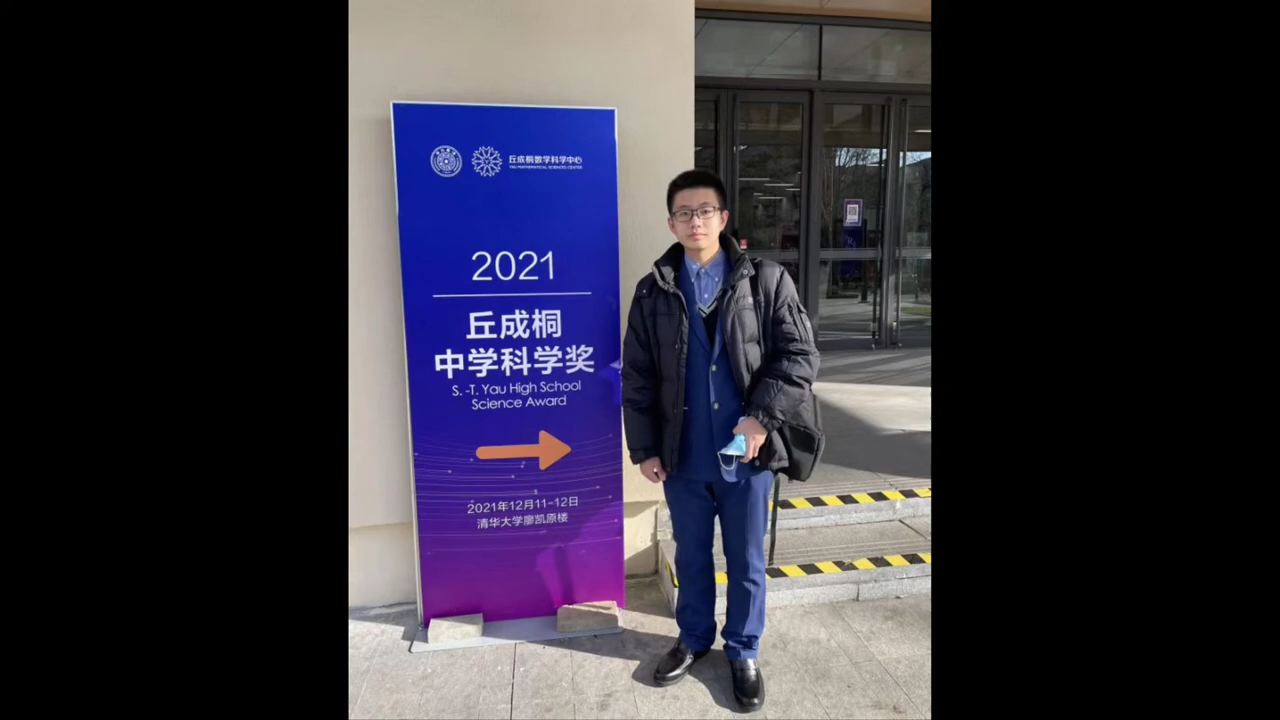 丘成桐数学科学中心
YAU MATHEMATICAL SCIENCES CENTER
2021
丘成桐
中学科学奖
S. -T. Yau High School
Science Award
2021年12月11-12日
清华大学廖凯原楼